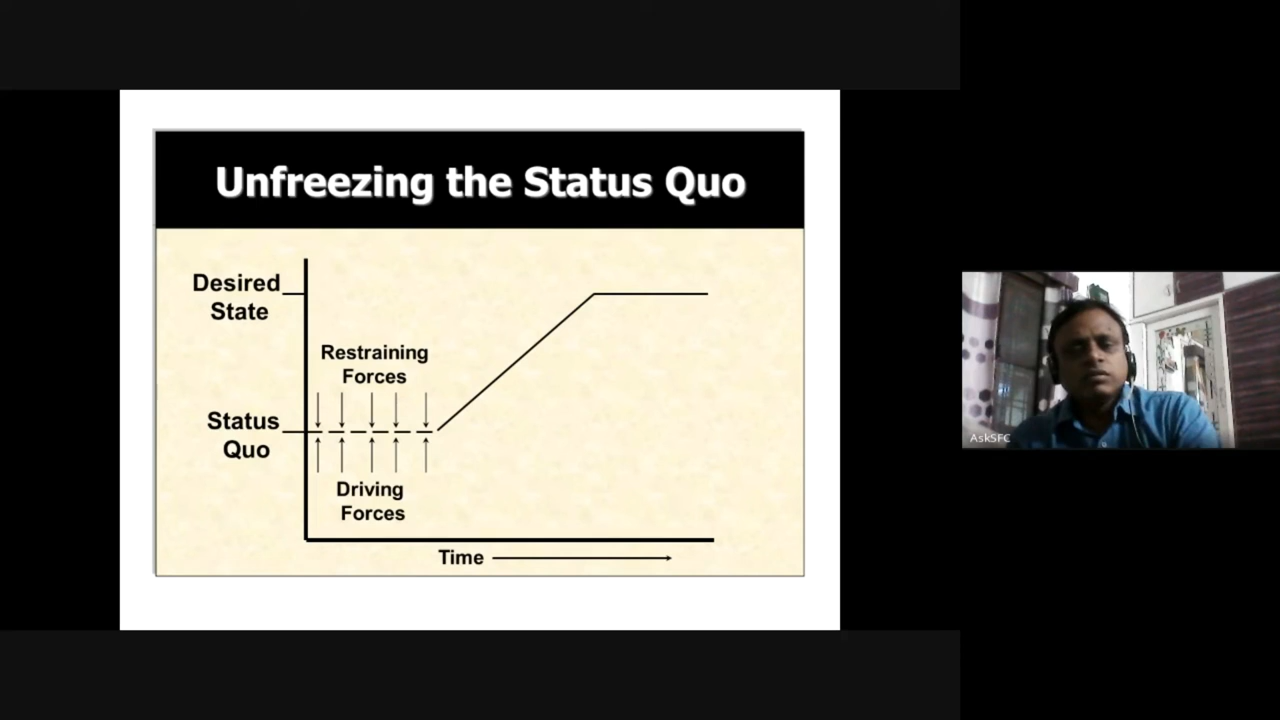 Unfreezing the Status Quo
Desired
State
Restraining
Forces
Status
Quo
Driving
Forces
Time
AskSFC